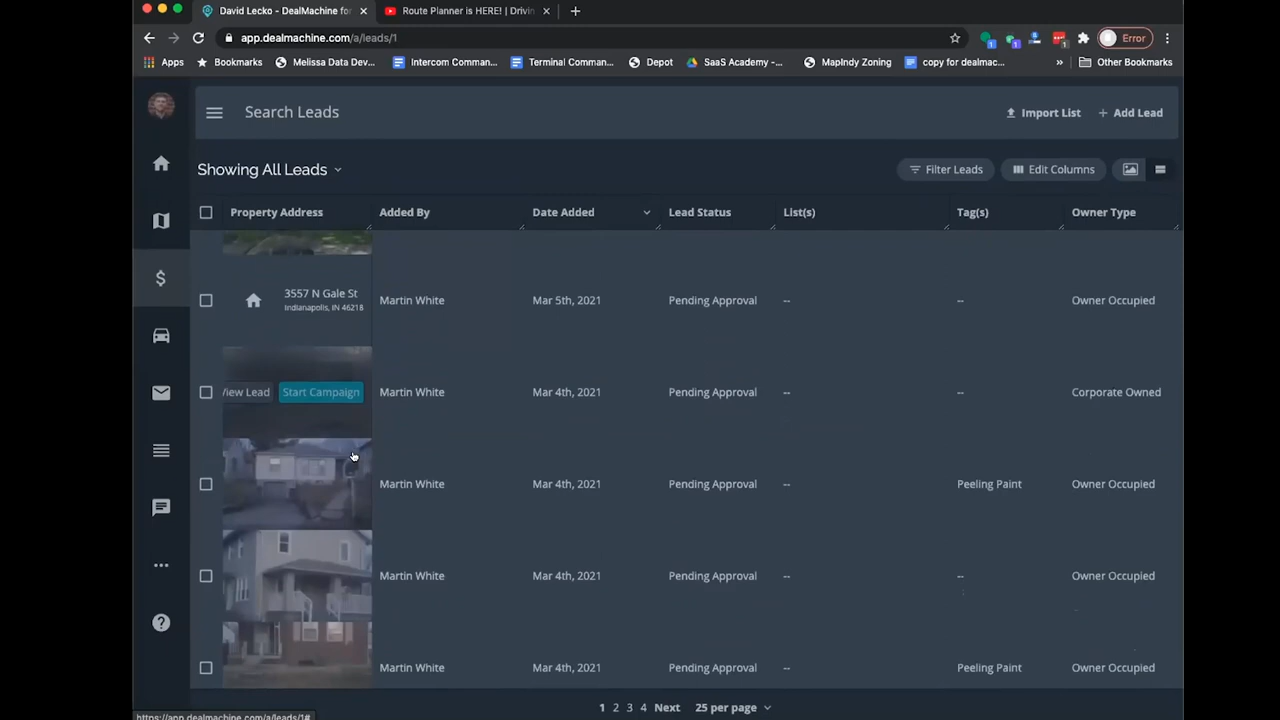 David Lecko - DealMachine for
Route Planner is HERE! | Drivin
app.dealmachine.com/a/leads/1
Error
Apps
Bookmarks
Melissa Data Dev...
Intercom Comman...
Terminal Comman...
Depot
SaaS Academy -...
MapIndy Zoning
copy for dealmac...
»
Other Bookmarks
Search Leads
Import List
+ Add Lead
Showing All Leads
Filter Leads
Edit Columns
Property Address
Added By
Date Added
Lead Status
List(s)
Tag(s)
Owner Type
3557 N Gale St
Indianapolis, IN 46218
Martin White
Mar 5th, 2021
Pending Approval
--
--
Owner Occupied
View Lead
Start Campaign
Martin White
Mar 4th, 2021
Pending Approval
--
--
Corporate Owned
Martin White
Mar 4th, 2021
Pending Approval
--
Peeling Paint
Owner Occupied
Martin White
Mar 4th, 2021
Pending Approval
--
--
Owner Occupied
Martin White
Mar 4th, 2021
Pending Approval
--
Peeling Paint
Owner Occupied
1 2 3 4 Next
25 per page
https://app.dealmachine.com/a/leads/1#